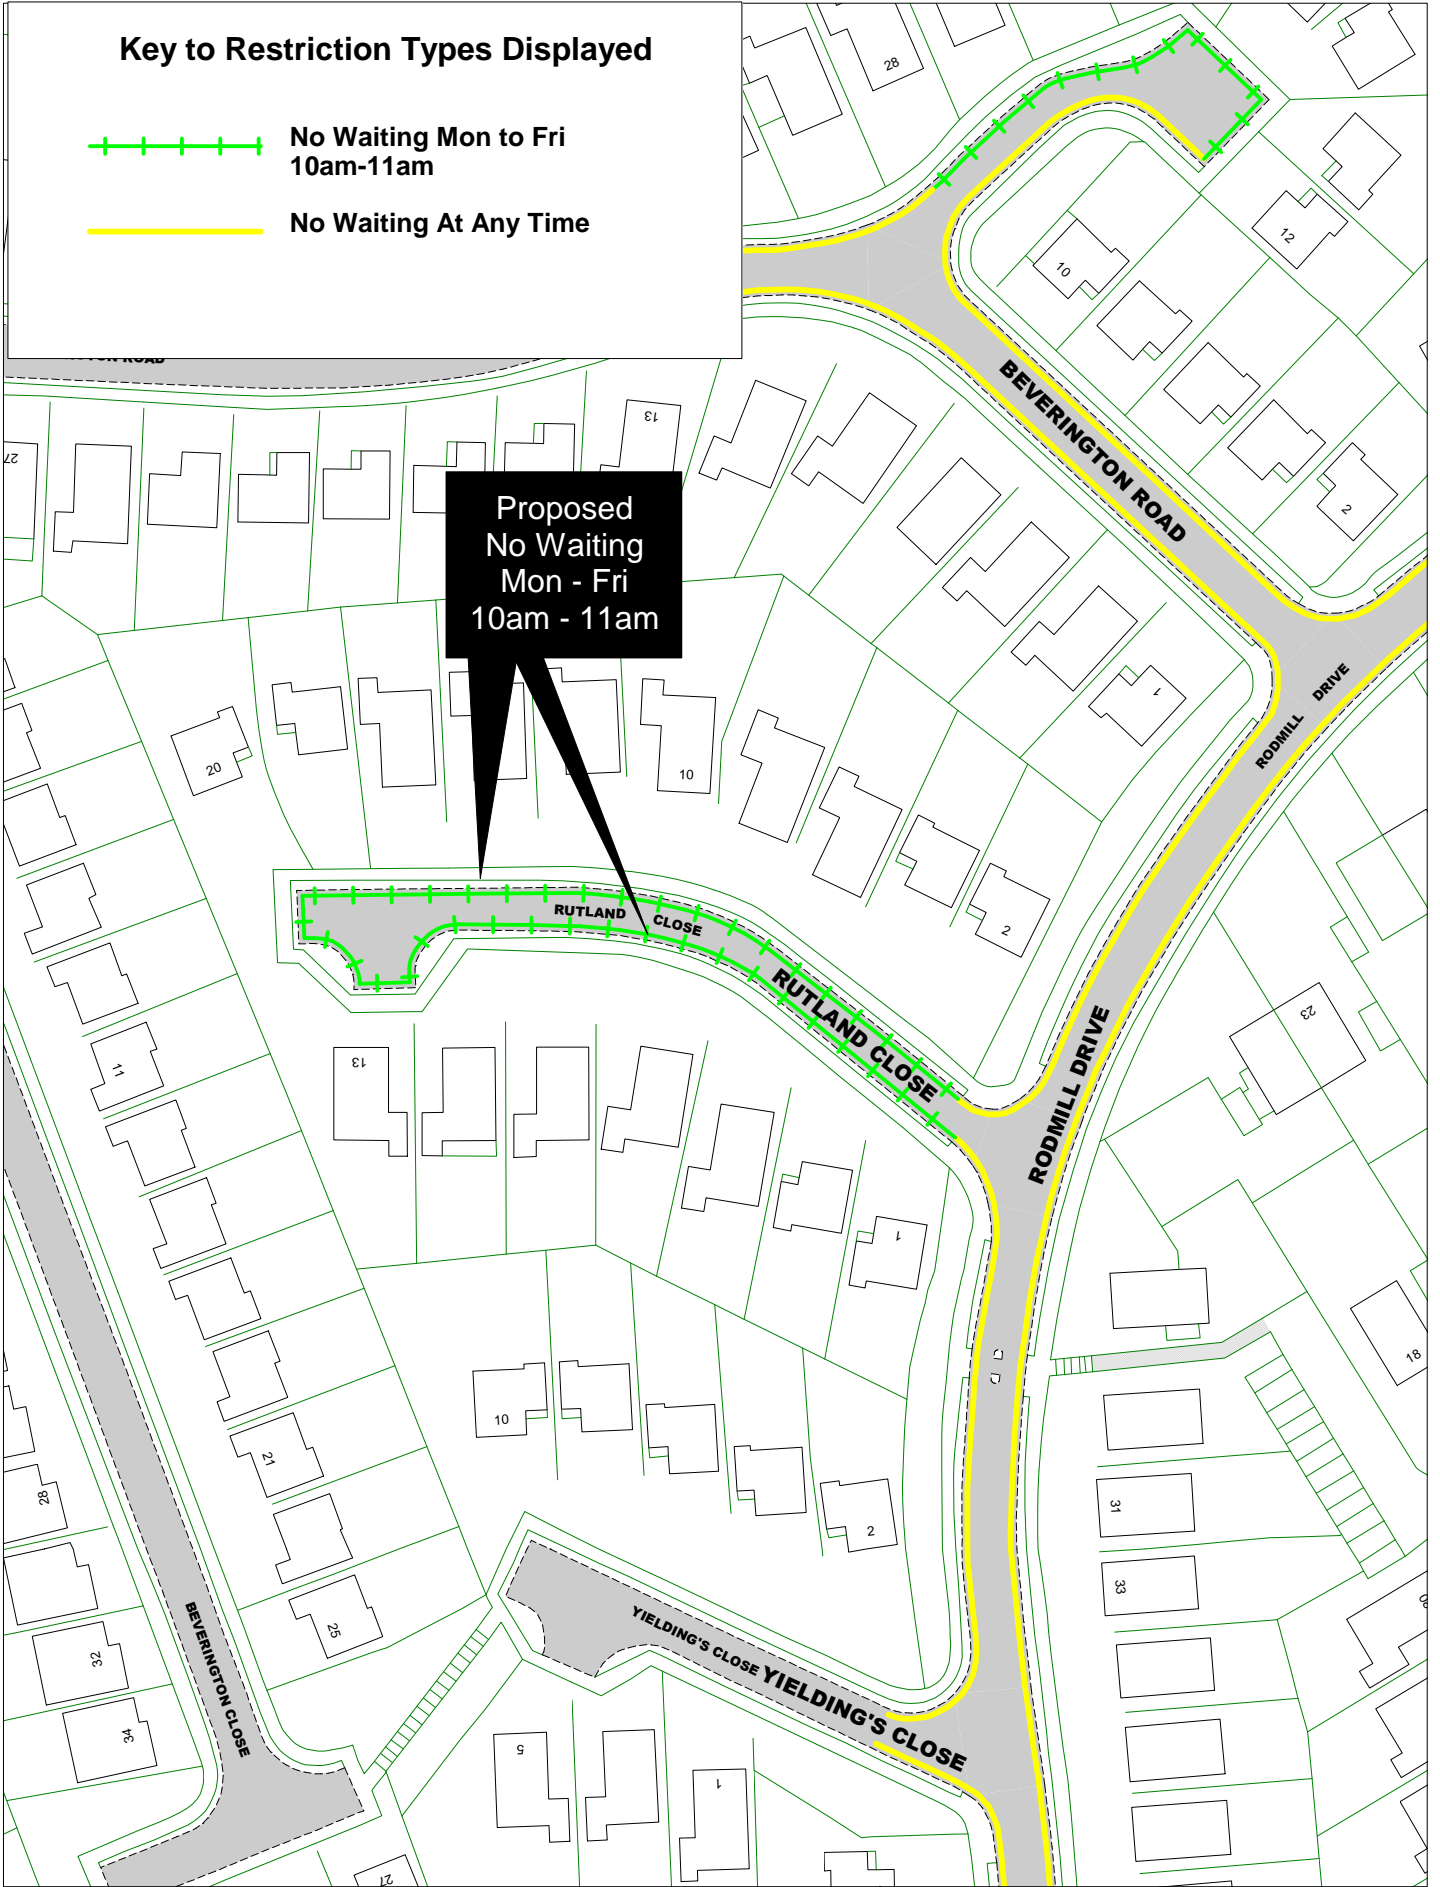 Key to Restriction Types Displayed
No Waiting Mon to Fri
10am-11am
No Waiting At Any Time
28
12
10
BEVERINGTON ROAD
2
27
13
Proposed
No Waiting
Mon - Fri
10am - 11am
1
RODMILL DRIVE
20
10
2
RUTLAND CLOSE
RUTLAND CLOSE
RODMILL DRIVE
23
11
13
1
18
10
21
28
2
31
33
YIELDING'S CLOSE
YIELDING'S CLOSE
25
32
34
BEVERINGTON CLOSE
5
1
27